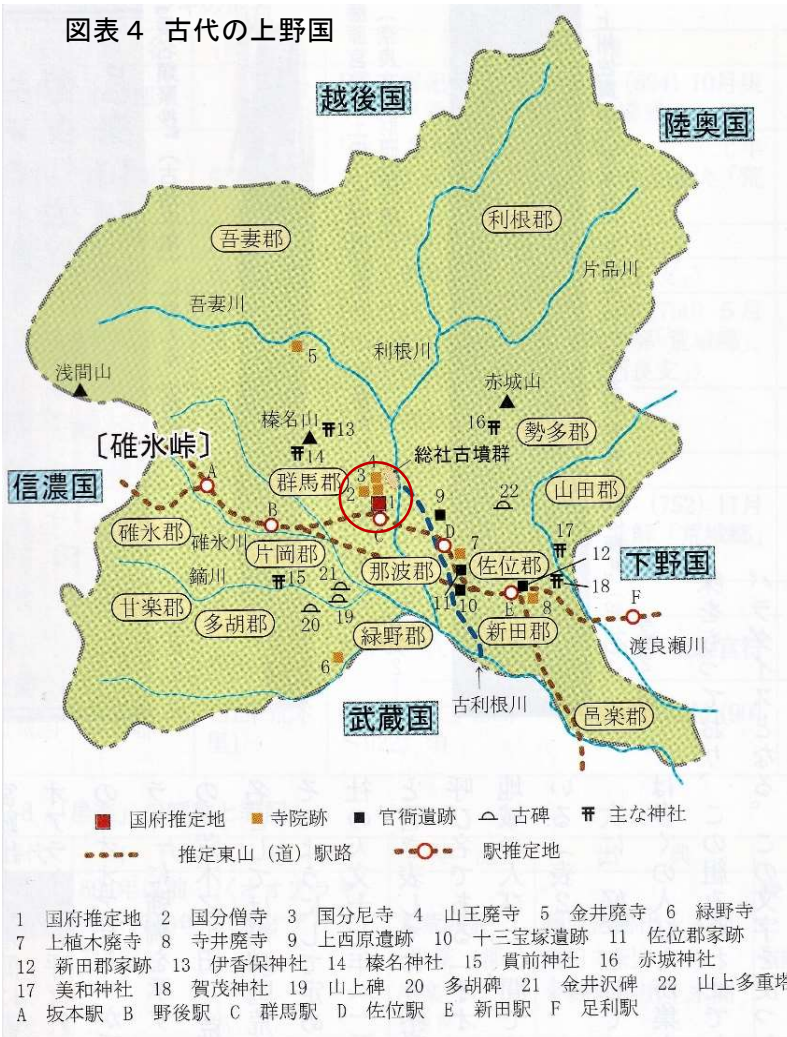 図表４ 古代の上野国
越後国
陸奥国
利根郡
吾妻郡
片品川
吾妻川
5
利根川
浅間山
赤城山
榛名山
13
14
16
勢多郡
〔碓氷峠〕
総社古墳群
信濃国
A
群馬郡
4
3
2
1
9
22
山田郡
B
C
D
碓氷郡
碓氷川
片岡郡
那波郡
7
佐位郡
17
12
18
下野国
鏑川
15
21
11
10
E
8
F
甘楽郡
多胡郡
20
19
緑野郡
新田郡
渡良瀬川
6
武蔵国
古利根川
邑楽郡
国府推定地 寺院跡 官衙遺跡 古碑 主な神社
推定東山（道）駅路 駅推定地
1 国府推定地 2 国分僧寺 3 国分尼寺 4 山王廃寺 5 金井廃寺 6 緑野寺
7 上植木廃寺 8 寺井廃寺 9 上西原遺跡 10 十三宝塚遺跡 11 佐位郡家跡
12 新田郡家跡 13 伊香保神社 14 榛名神社 15 貫前神社 16 赤城神社
17 美和神社 18 賀茂神社 19 山上碑 20 多胡碑 21 金井沢碑 22 山上多重塔
A 坂本駅 B 野後駅 C 群馬駅 D 佐位駅 E 新田駅 F 足利駅